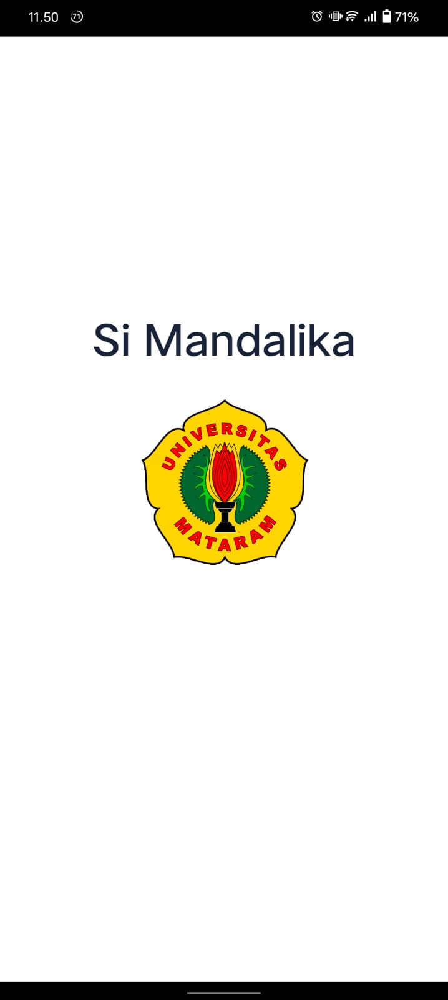 11.50
71
71%
Si Mandalika
UNIVERSITAS
MATARAM